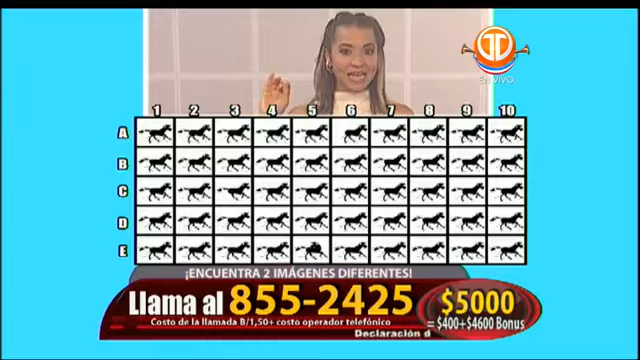 EN VIVO
1 2 3 4 5 6 7 8 9 10
A
B
C
D
E
¡ENCUENTRA 2 IMÁGENES DIFERENTES!
Llama al 855-2425
$5000
Costo de la llamada B/1,50+ costo operador telefónico
= $400+$4600 Bonus
Declaración d